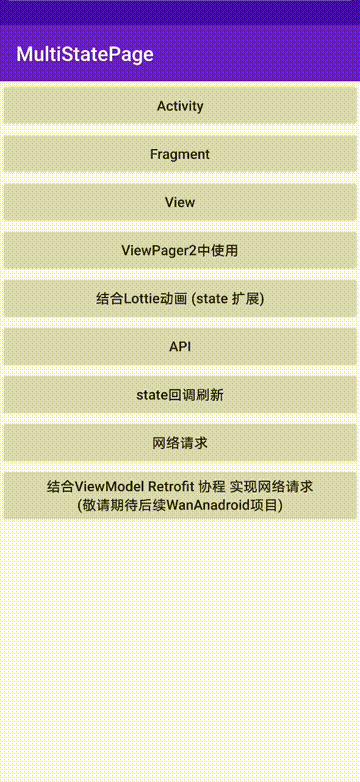 MultiStatePage
Activity
Fragment
View
ViewPager2中使用
结合Lottie动画 (state 扩展)
API
state回调刷新
网络请求
结合ViewModel Retrofit 协程 实现网络请求
(敬请期待后续WanAnadroid项目)